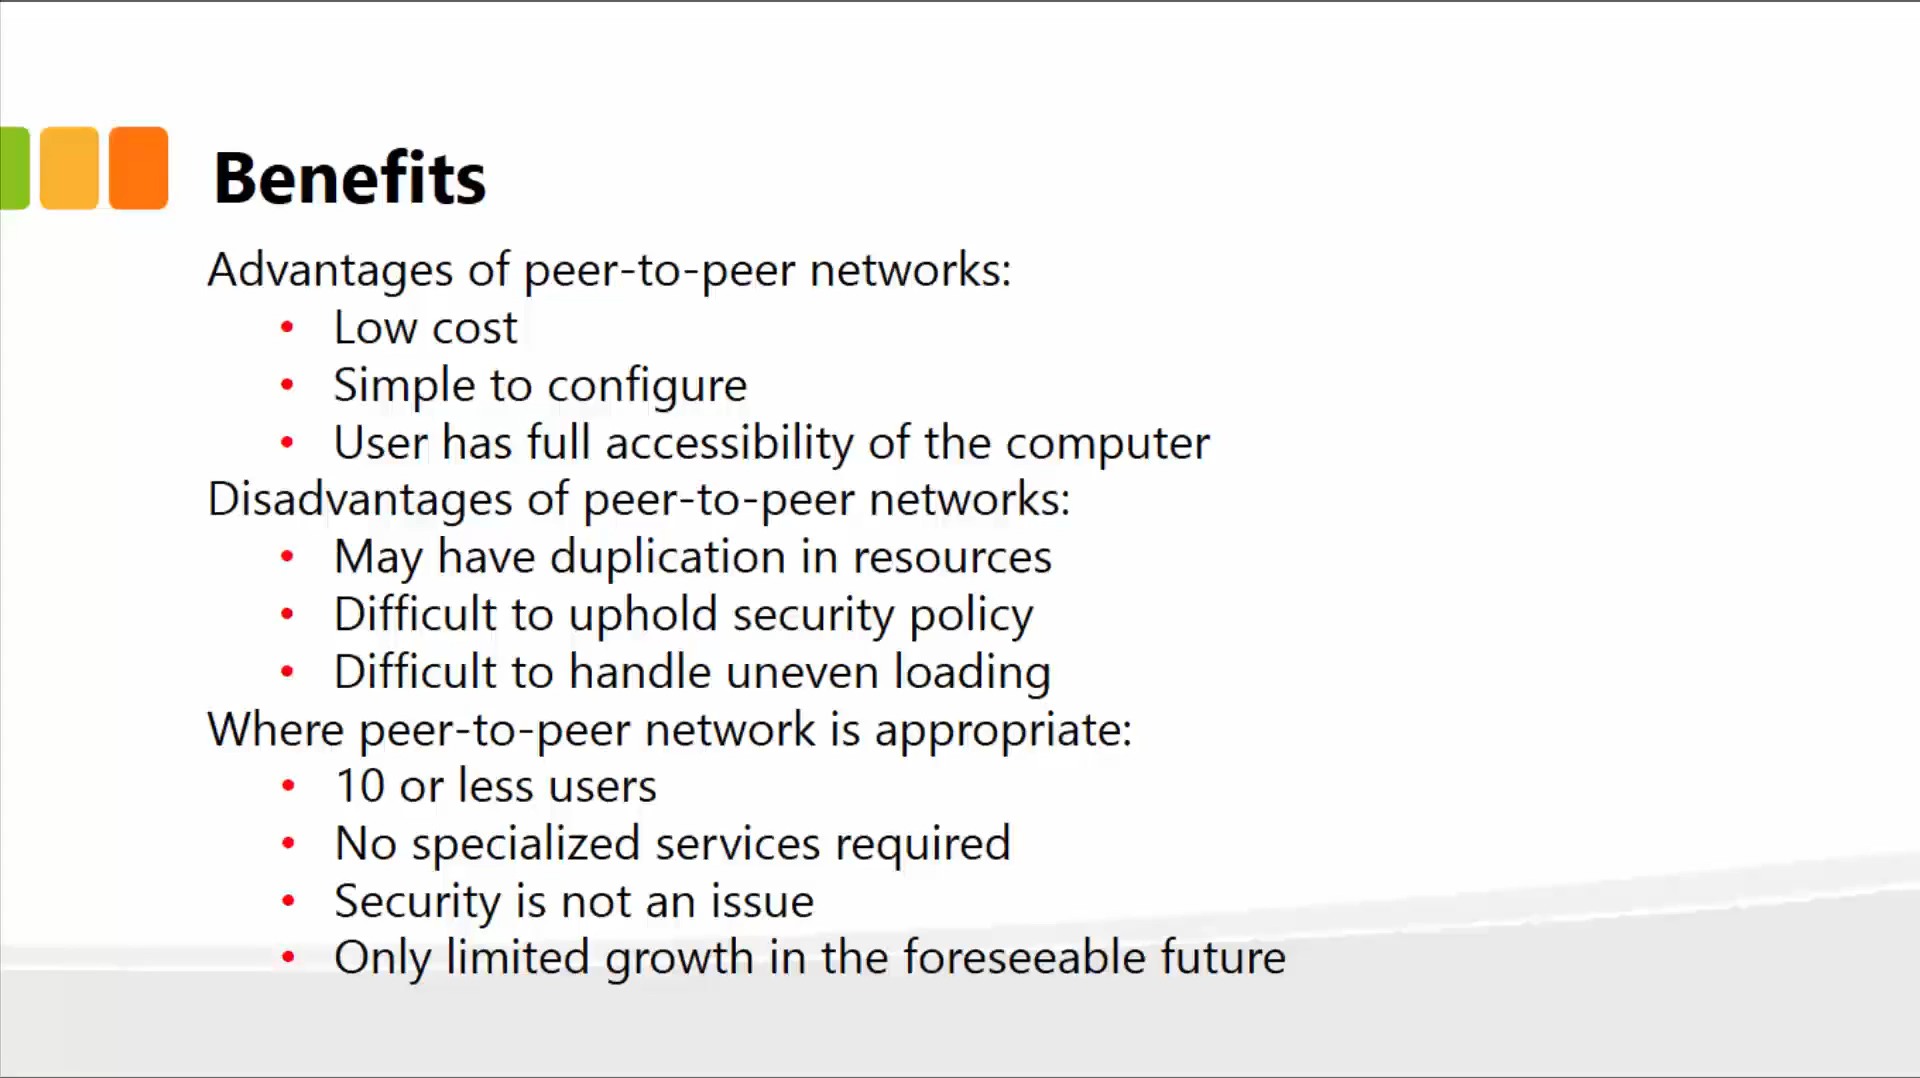 Benefits
Advantages of peer-to-peer networks:
• Low cost
• Simple to configure
• User has full accessibility of the computer
Disadvantages of peer-to-peer networks:
• May have duplication in resources
• Difficult to uphold security policy
• Difficult to handle uneven loading
Where peer-to-peer network is appropriate:
• 10 or less users
• No specialized services required
• Security is not an issue
• Only limited growth in the foreseeable future